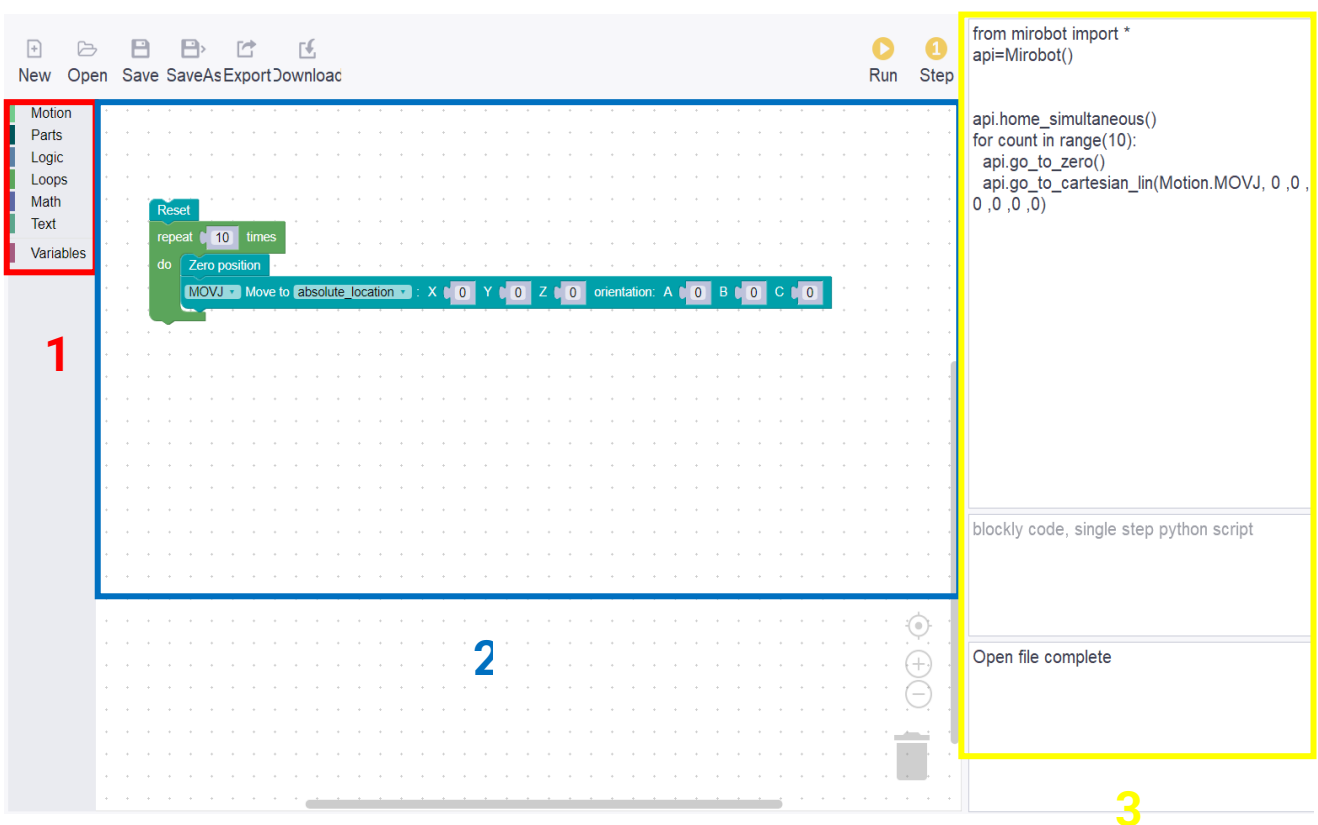 New Open Save SaveAs Export Download Run Step
Motion
Parts
Logic
Loops
Math
Text
Variables
1
Reset
repeat 10 times
do Zero position
MOVJ Move to absolute_location : X 0 Y 0 Z 0 orientation: A 0 B 0 C 0
2
from mirobot import *
api=Mirobot()
api.home_simultaneous()
for count in range(10):
api.go_to_zero()
api.go_to_cartesian_lin(Motion.MOVJ, 0 ,0 ,
0 ,0 ,0 ,0)
blockly code, single step python script
Open file complete
3